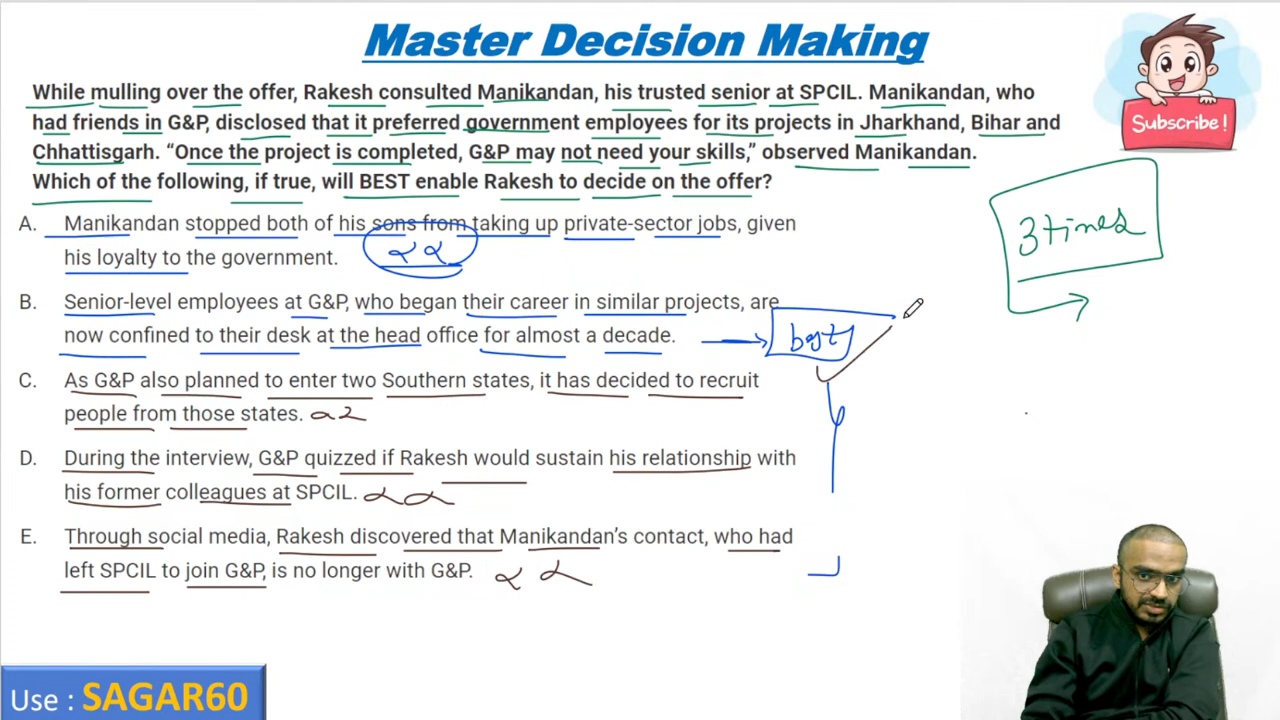 Master Decision Making
While mulling over the offer, Rakesh consulted Manikandan, his trusted senior at SPCIL. Manikandan, who
had friends in G&P, disclosed that it preferred government employees for its projects in Jharkhand, Bihar and
Chhattisgarh. “Once the project is completed, G&P may not need your skills,” observed Manikandan.
Which of the following, if true, will BEST enable Rakesh to decide on the offer?
Subscribe!
3 times
A. Manikandan stopped both of his sons from taking up private-sector jobs, given
his loyalty to the government.
B. Senior-level employees at G&P, who began their career in similar projects, are
now confined to their desk at the head office for almost a decade.
best
C. As G&P also planned to enter two Southern states, it has decided to recruit
people from those states.
D. During the interview, G&P quizzed if Rakesh would sustain his relationship with
his former colleagues at SPCIL.
E. Through social media, Rakesh discovered that Manikandan’s contact, who had
left SPCIL to join G&P, is no longer with G&P.
Use : SAGAR60